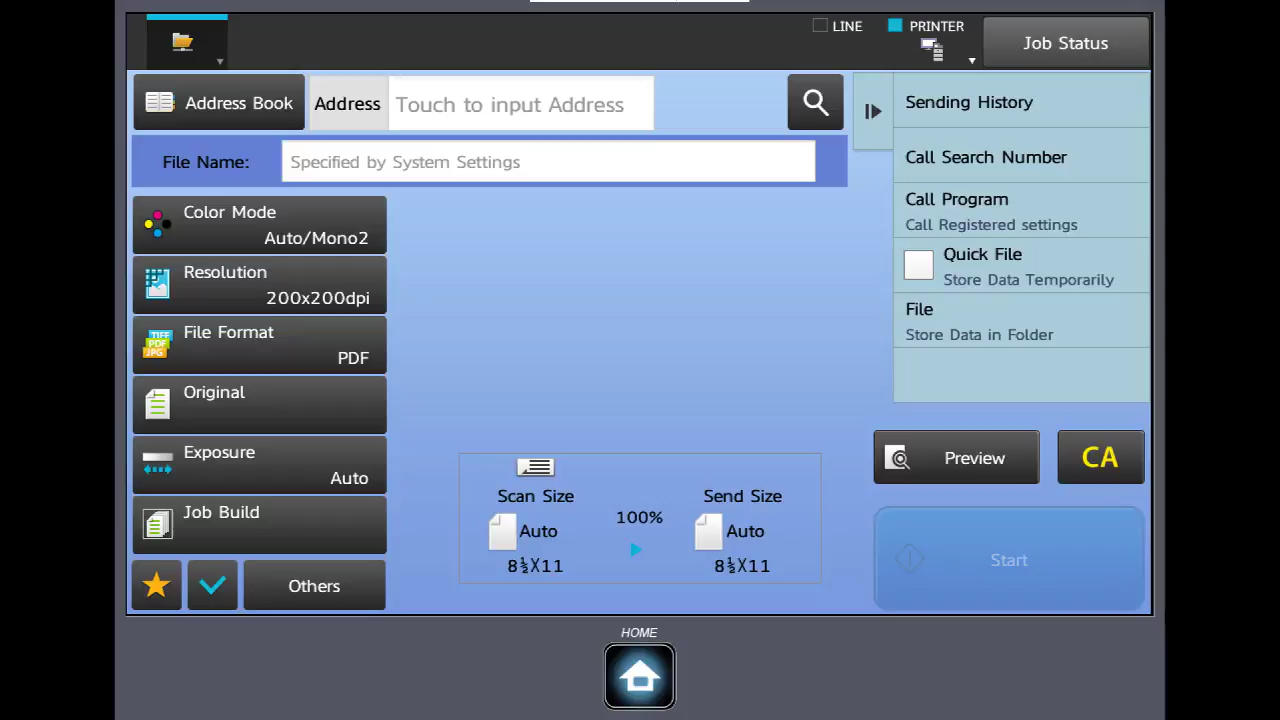 LINE
PRINTER
Job Status
Address Book
Address
Touch to input Address
File Name:
Specified by System Settings
Color Mode
Auto/Mono2
Resolution
200x200dpi
File Format
TIFF
PDF
JPG
PDF
Original
Exposure
Auto
Job Build
Others
Scan Size
Auto
8½X11
100%
Send Size
Auto
8½X11
Sending History
Call Search Number
Call Program
Call Registered settings
Quick File
Store Data Temporarily
File
Store Data in Folder
Preview
CA
Start
HOME